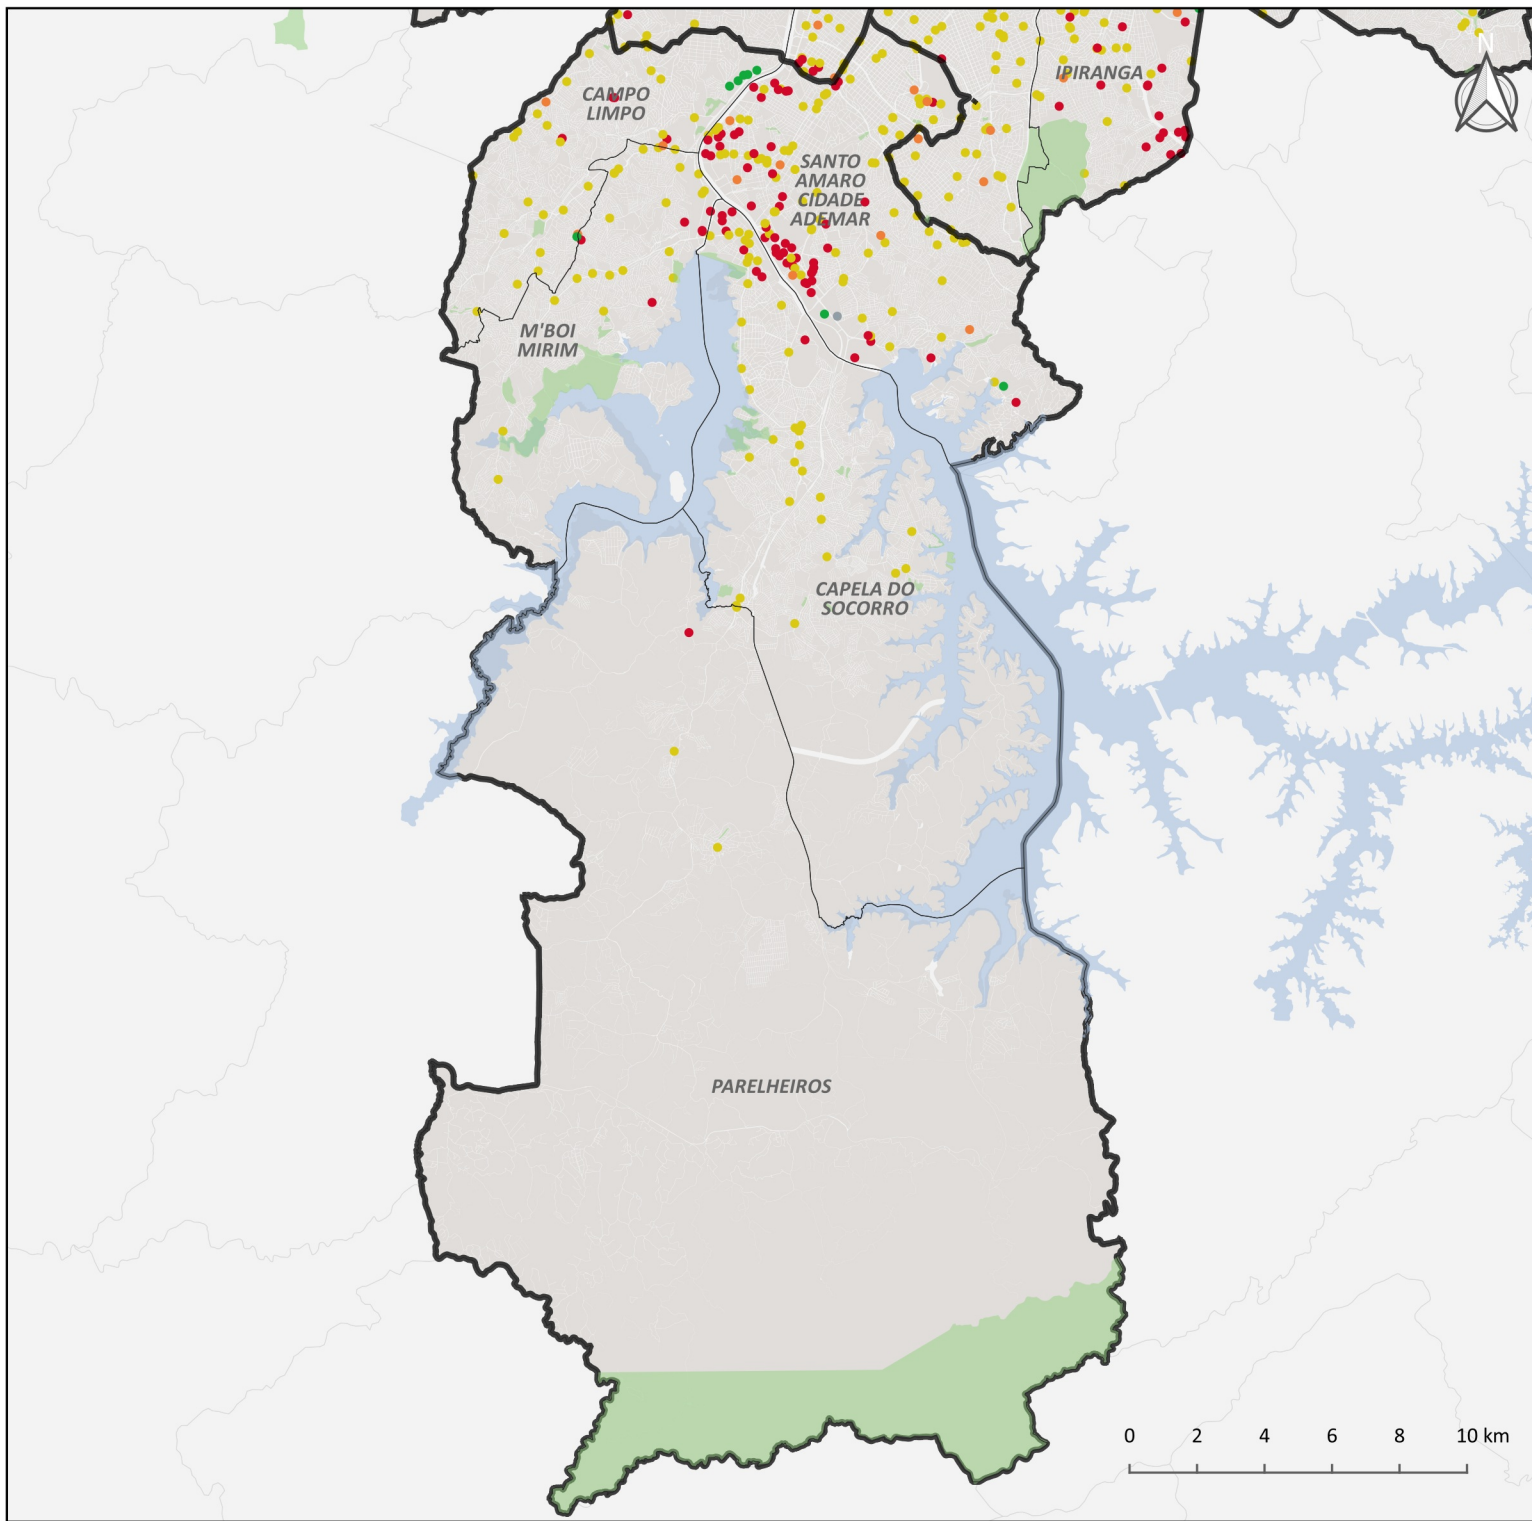 N
IPIRANGA
CAMPO
LIMPO
SANTO
AMARO
CIDADE
ADEMAR
M'BOI
MIRIM
CAPELA DO
SOCORRO
PARELHEIROS
0 2 4 6 8 10 km